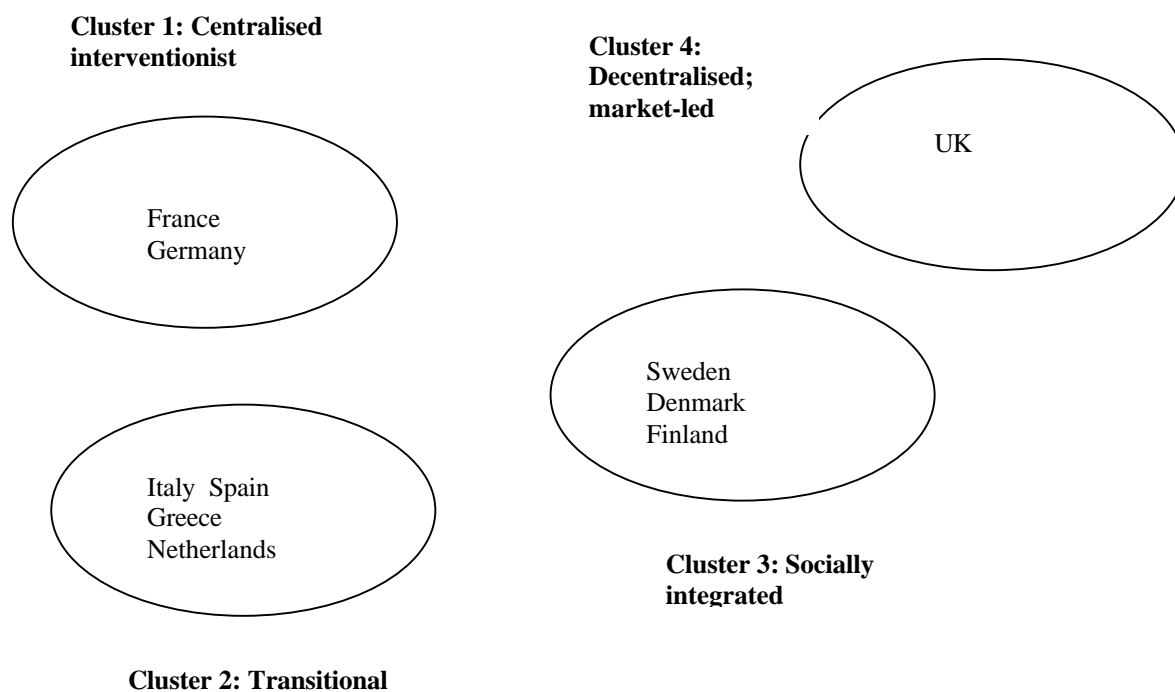 Cluster 1: Centralised
interventionist
France
Germany
Cluster 4:
Decentralised;
market-led
UK
Italy Spain
Greece
Netherlands
Cluster 2: Transitional
Sweden
Denmark
Finland
Cluster 3: Socially
integrated